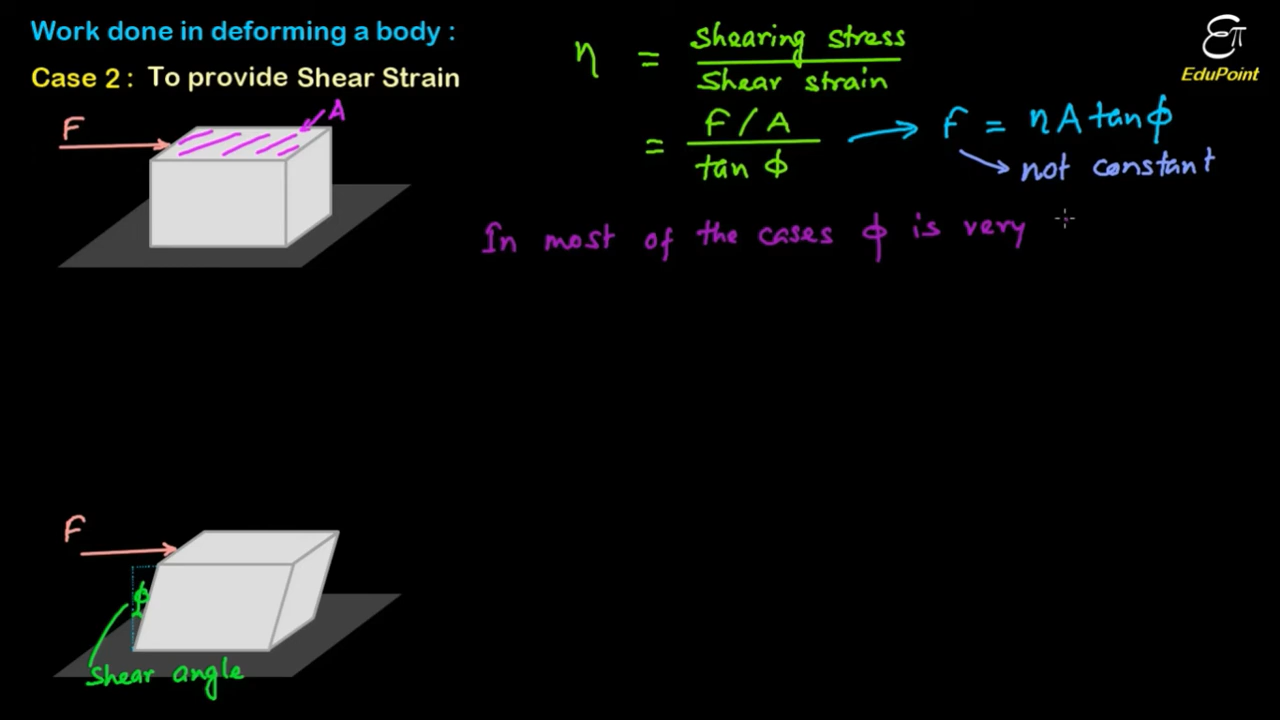 Work done in deforming a body :
Case 2 : To provide Shear Strain
A
F
η = Shearing stress / Shear strain
= F / A / tan ϕ → F = η A tan ϕ
not constant
επ
EduPoint
In most of the cases ϕ is very
F
ϕ
Shear angle